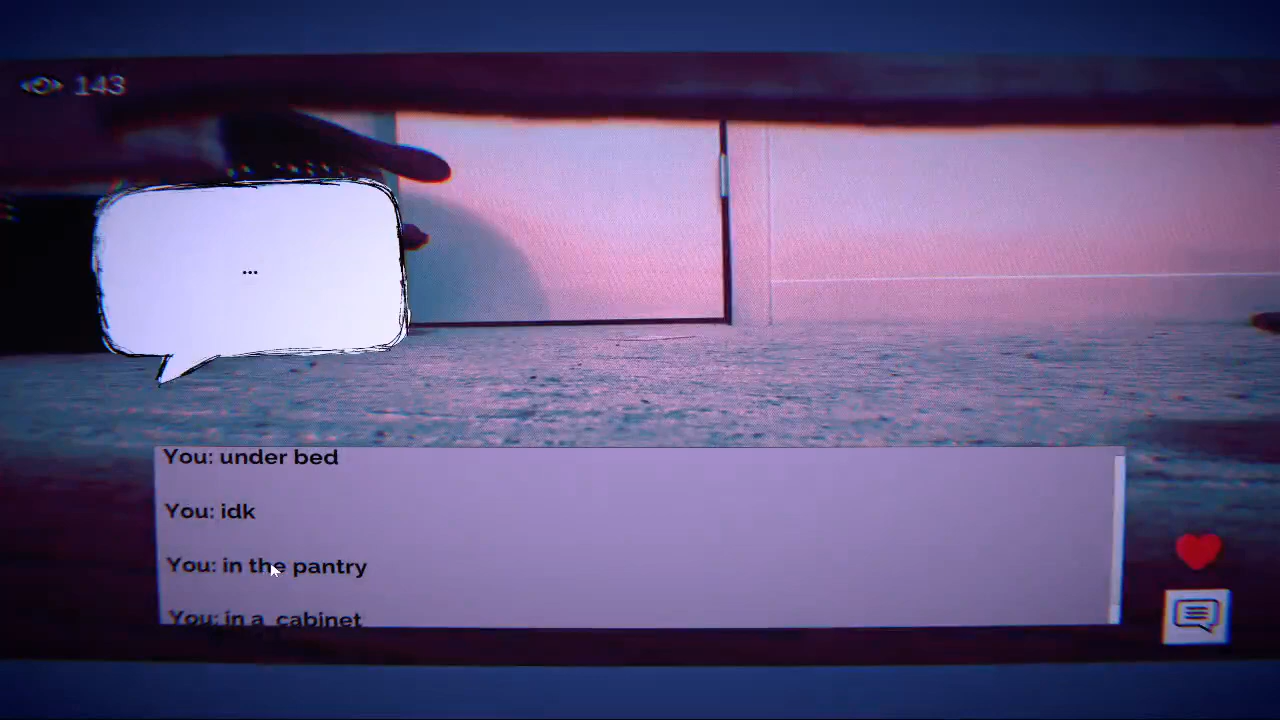 143
...
You: under bed
You: idk
You: in the pantry
You: in a cabinet